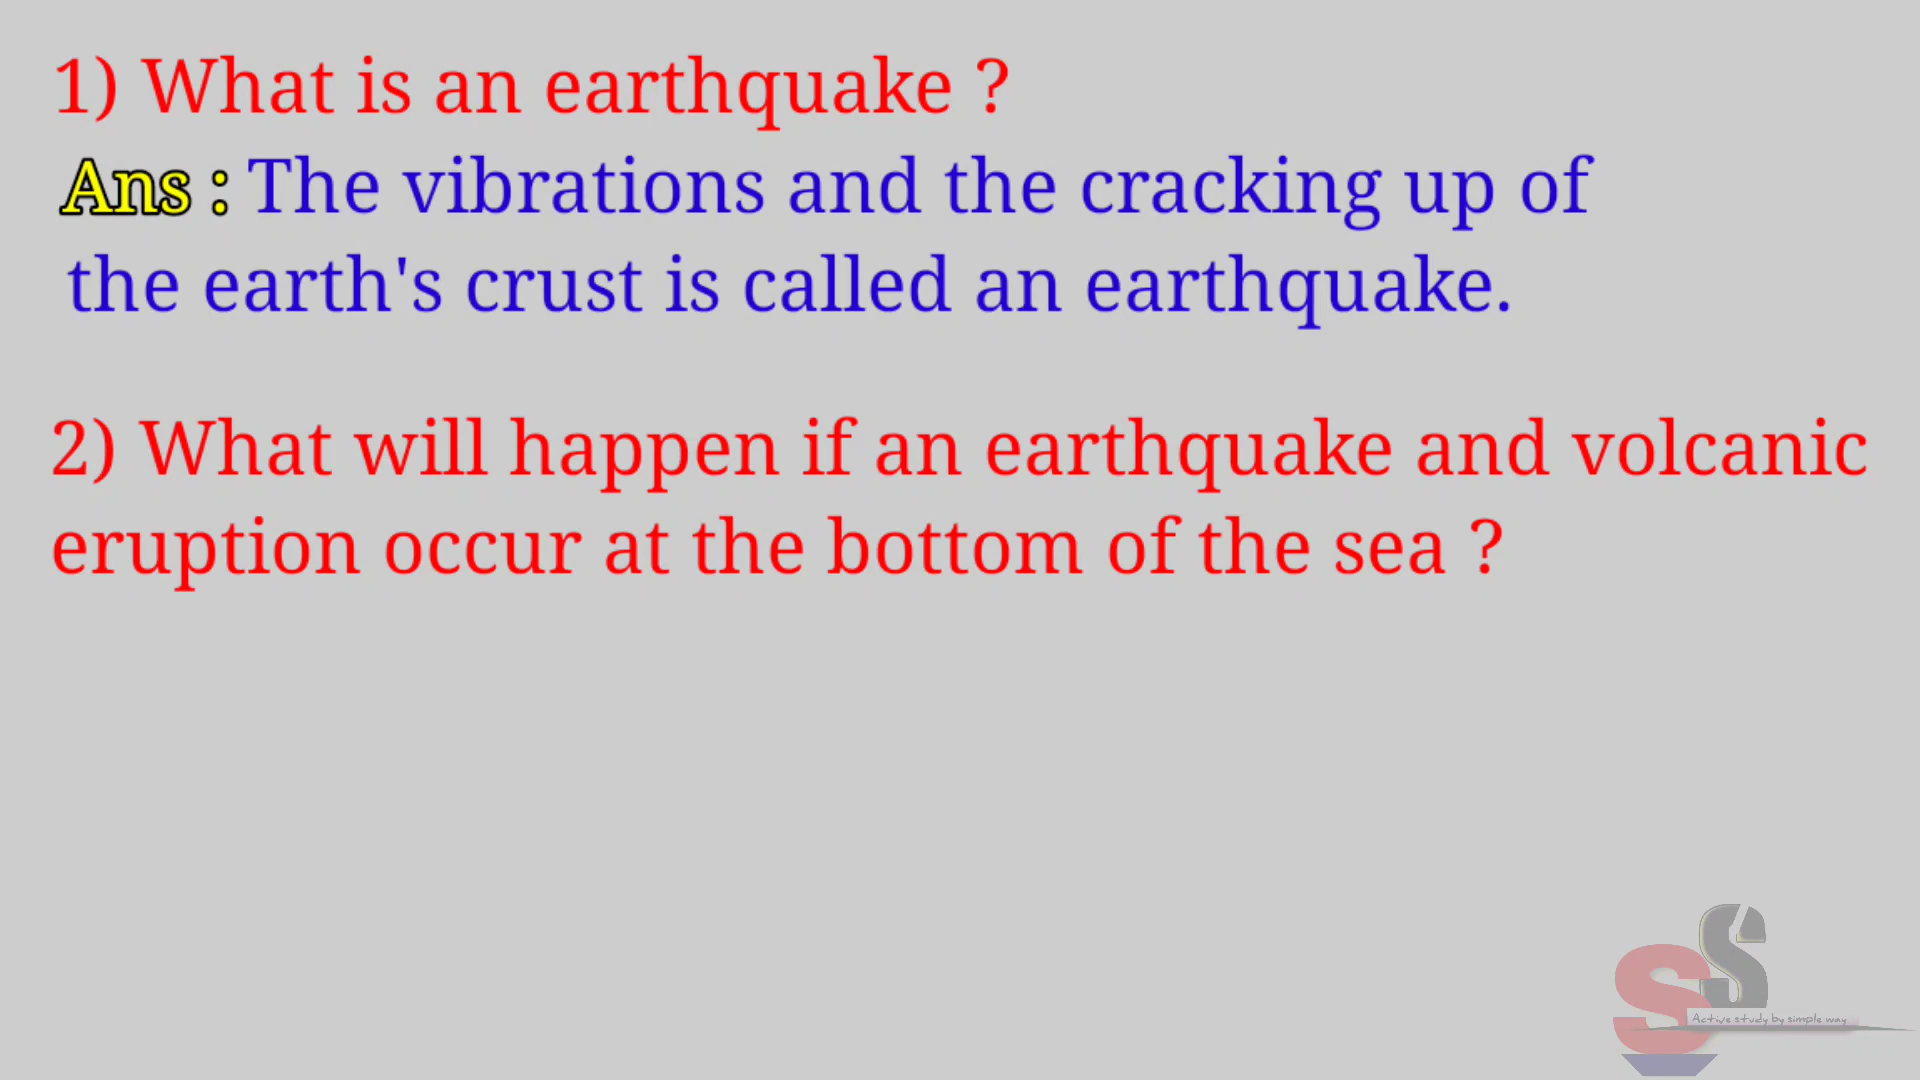 1) What is an earthquake ?
Ans : The vibrations and the cracking up of
the earth's crust is called an earthquake.
2) What will happen if an earthquake and volcanic
eruption occur at the bottom of the sea ?
SS
Active study by simple way